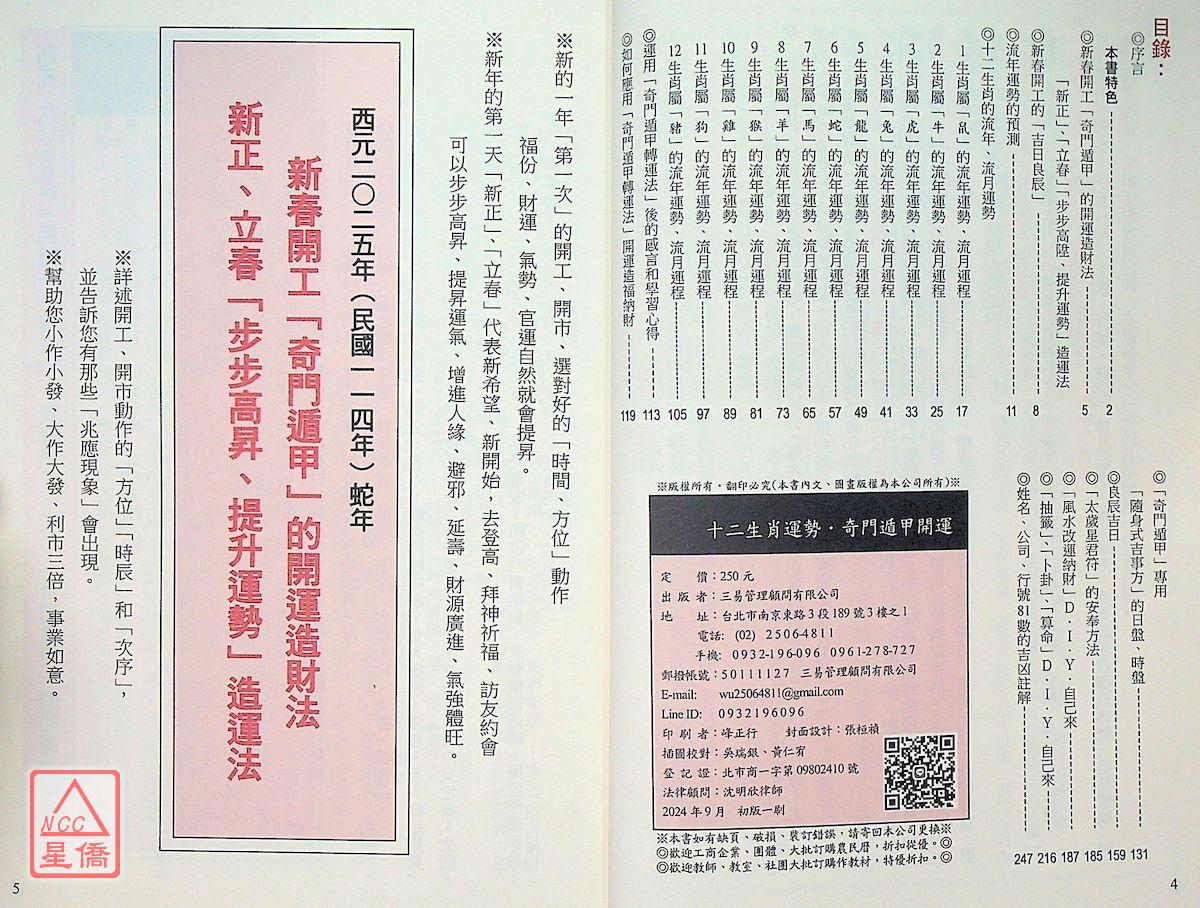 目錄：
◎序言
本書特色 2
◎新春開工「奇門遁甲」的開運造財法 5
「新正」、「立春」「步步高陞、提升運勢」造運法
◎新春開工的「吉日良辰」 8
◎流年運勢的預測 11
◎十二生肖的流年、流月運勢
1生肖屬「鼠」的流年運勢、流月運程 17
2生肖屬「牛」的流年運勢、流月運程 25
3生肖屬「虎」的流年運勢、流月運程 33
4生肖屬「兔」的流年運勢、流月運程 41
5生肖屬「龍」的流年運勢、流月運程 49
6生肖屬「蛇」的流年運勢、流月運程 57
7生肖屬「馬」的流年運勢、流月運程 65
8生肖屬「羊」的流年運勢、流月運程 73
9生肖屬「猴」的流年運勢、流月運程 81
10生肖屬「雞」的流年運勢、流月運程 89
11生肖屬「狗」的流年運勢、流月運程 97
12生肖屬「豬」的流年運勢、流月運程 105
◎運用「奇門遁甲轉運法」後的感言和學習心得 113
◎如何應用「奇門遁甲轉運法」開運造福納財 119
◎「奇門遁甲」專用
「隨身式吉事方」的日盤、時盤 131
◎良辰吉日 159
◎「太歲星君符」的安奉方法 185
◎「風水改運納財」D·I·Y·自己來 187
◎「抽籤」、「卜卦」、「算命」D·I·Y·自己來 216
◎姓名、公司、行號81數的吉凶註解 247
※版權所有．翻印必究(本書內文、圖畫版權為本公司所有)※
十二生肖運勢．奇門遁甲開運
定 價：250 元
出 版 者：三易管理顧問有限公司
地 址：台北市南京東路 3 段 189 號 3 樓之 1
電話: (02) 2506-4811
手機: 0932-196-096 0961-278-727
郵撥帳號：50111127 三易管理顧問有限公司
E-mail: wu25064811@gmail.com
Line ID: 0932196096
印 刷 者：峰正行 封面設計：張桓禎
插圖校對：吳瑞銀、黃仁宥
登 記 證：北市商一字第 09802410 號
法律顧問：沈明欣律師
2024 年 9 月 初版一刷
※本書如有缺頁、破損、裝訂錯誤，請寄回本公司更換※
◎歡迎工商企業、團體、大批訂購農民曆，折扣從優。◎
◎歡迎教師、教室、社團大批訂購作教材，特優折扣。◎
4
※新的一年「第一次」的開工、開市、選對好的「時間、方位」動作
福份、財運、氣勢、官運自然就會提昇。
※新年的第一天「新正」、「立春」代表新希望、新開始，去登高、拜神祈福、訪友約會
可以步步高昇、提昇運氣、增進人緣、避邪、延壽、財源廣進、氣強體旺。
西元二〇二五年（民國一一四年）蛇年
新春開工「奇門遁甲」的開運造財法
新正、立春「步步高昇、提升運勢」造運法
※詳述開工、開市動作的「方位」「時辰」和「次序」，
並告訴您有那些「兆應現象」會出現。
※幫助您小作小發、大作大發、利市三倍，事業如意。
NCC
星僑
5